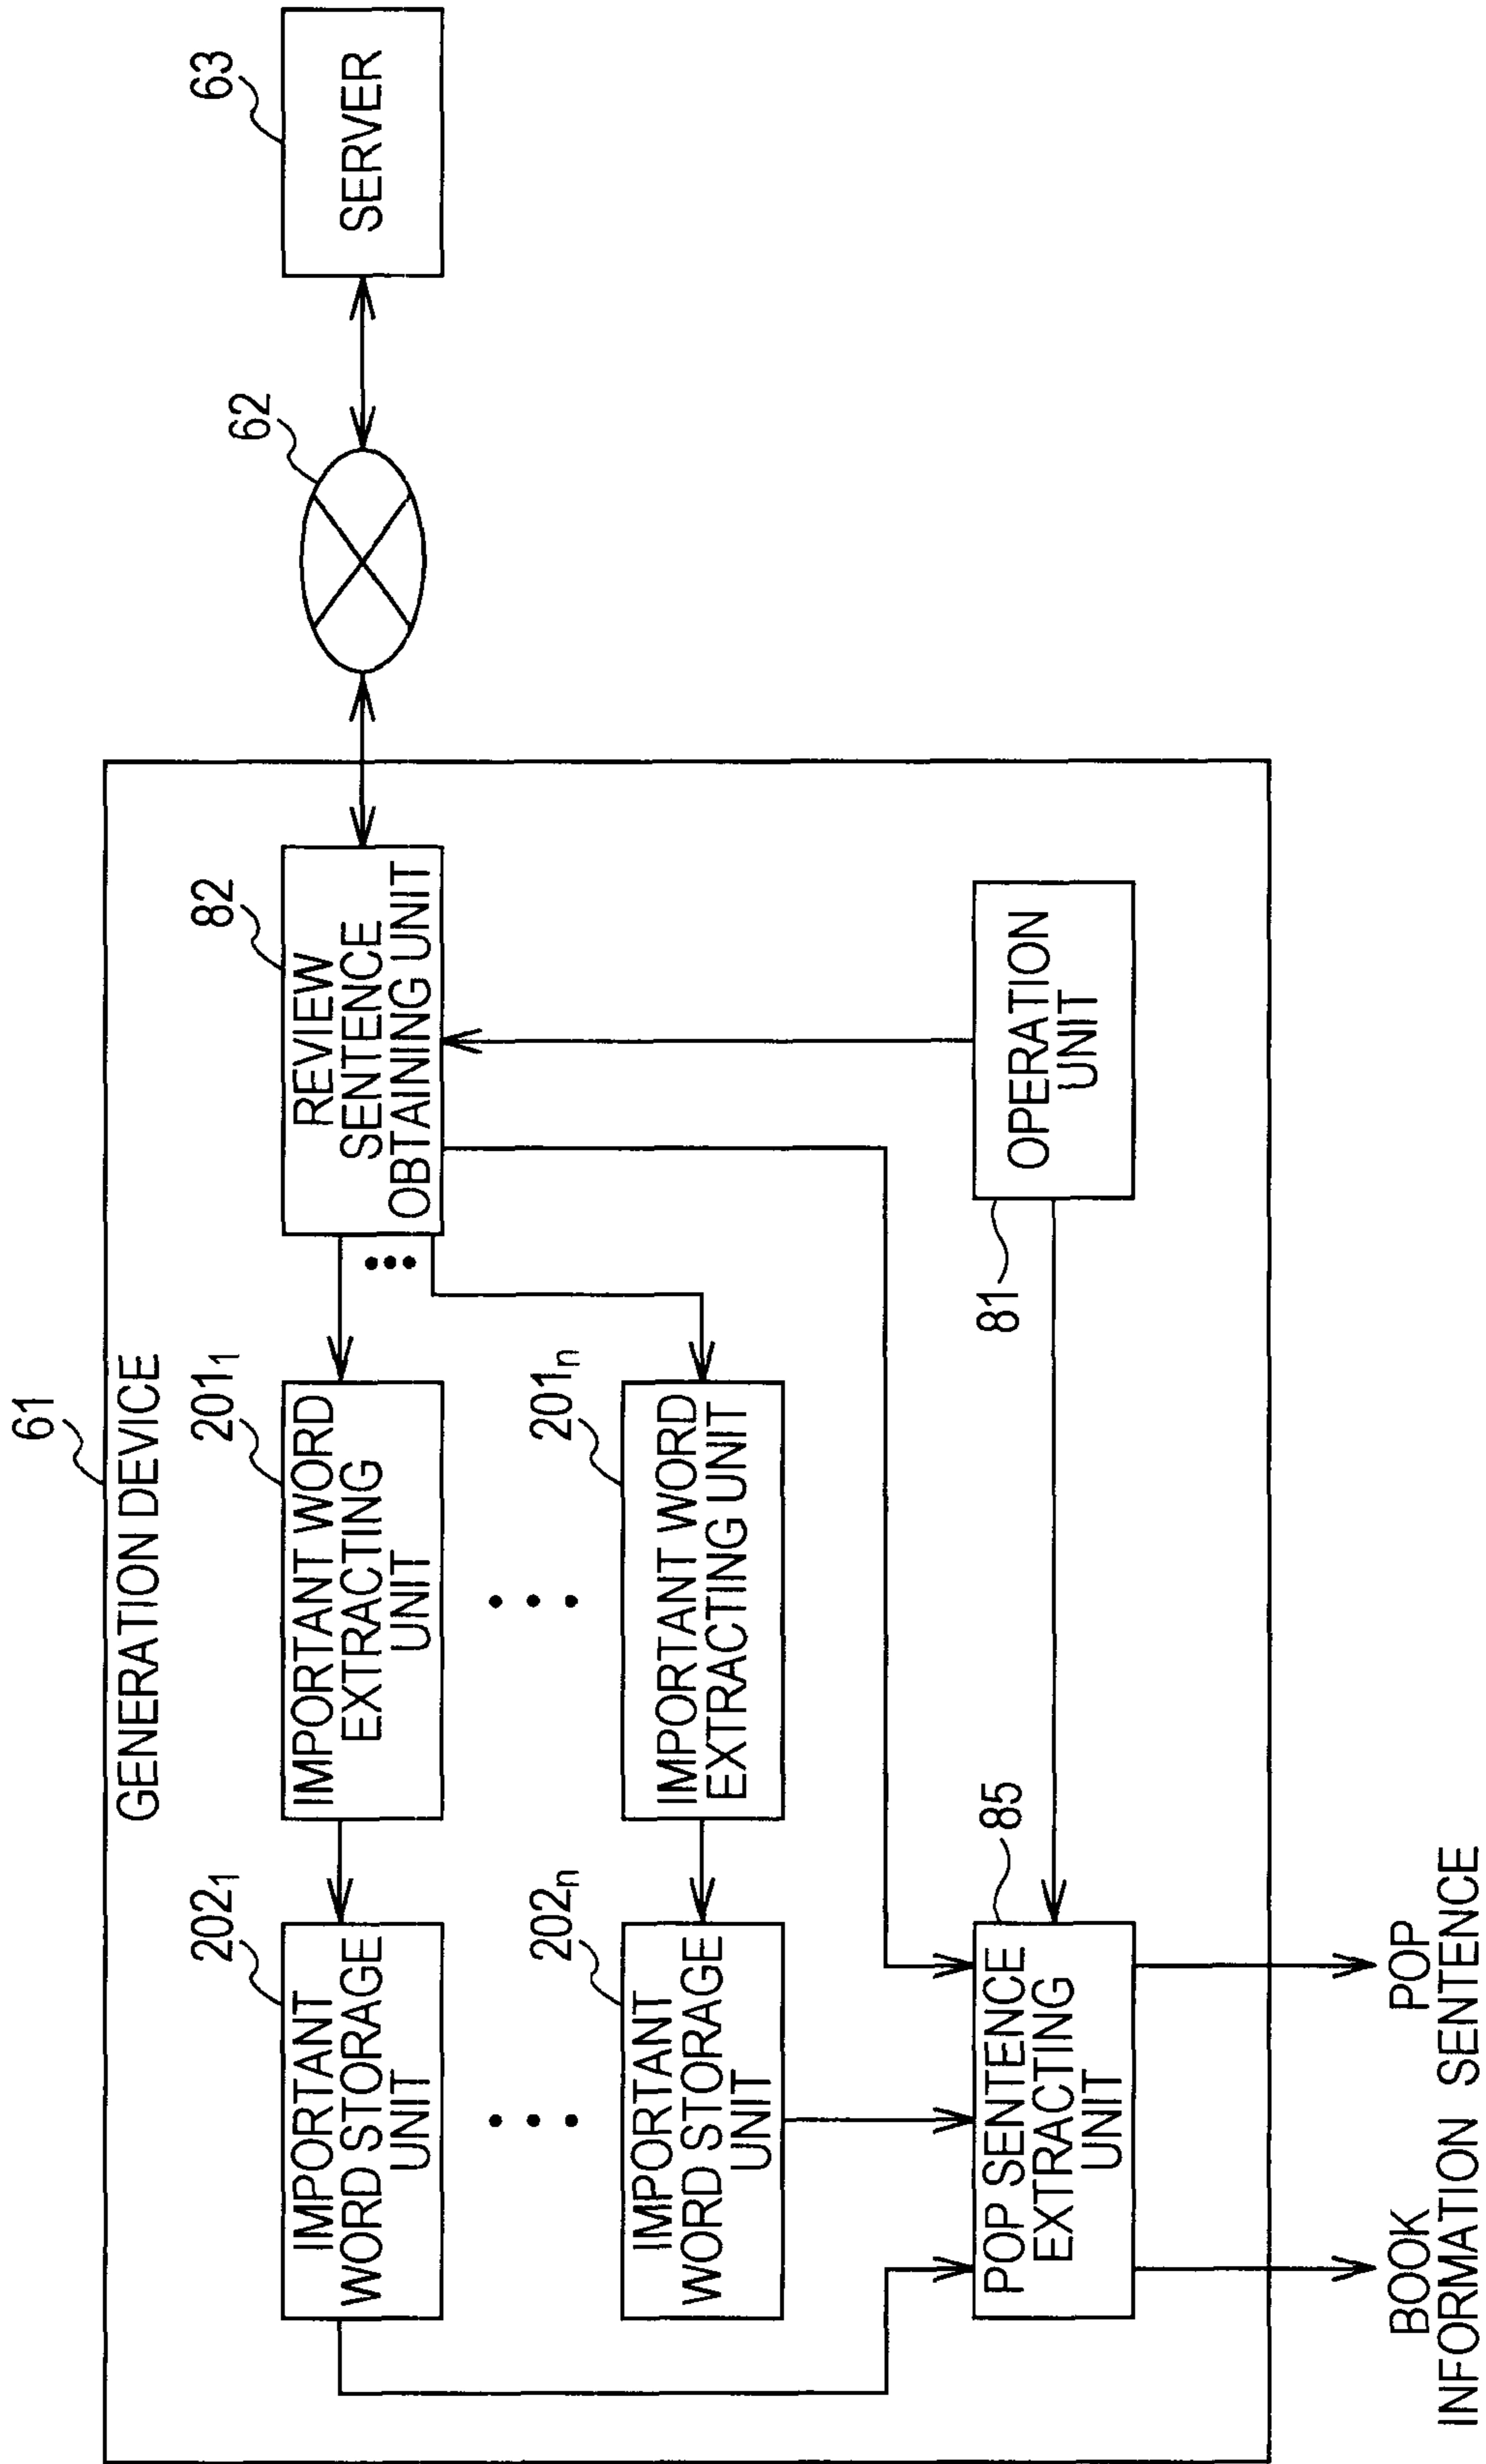 61
GENERATION DEVICE
202₁
IMPORTANT
WORD STORAGE
UNIT
201₁
IMPORTANT WORD
EXTRACTING
UNIT
82
REVIEW
SENTENCE
OBTAINING UNIT
62
63
SERVER
202ₙ
IMPORTANT
WORD STORAGE
UNIT
201ₙ
IMPORTANT WORD
EXTRACTING UNIT
85
POP SENTENCE
EXTRACTING
UNIT
81
OPERATION
UNIT
BOOK
INFORMATION
POP
SENTENCE